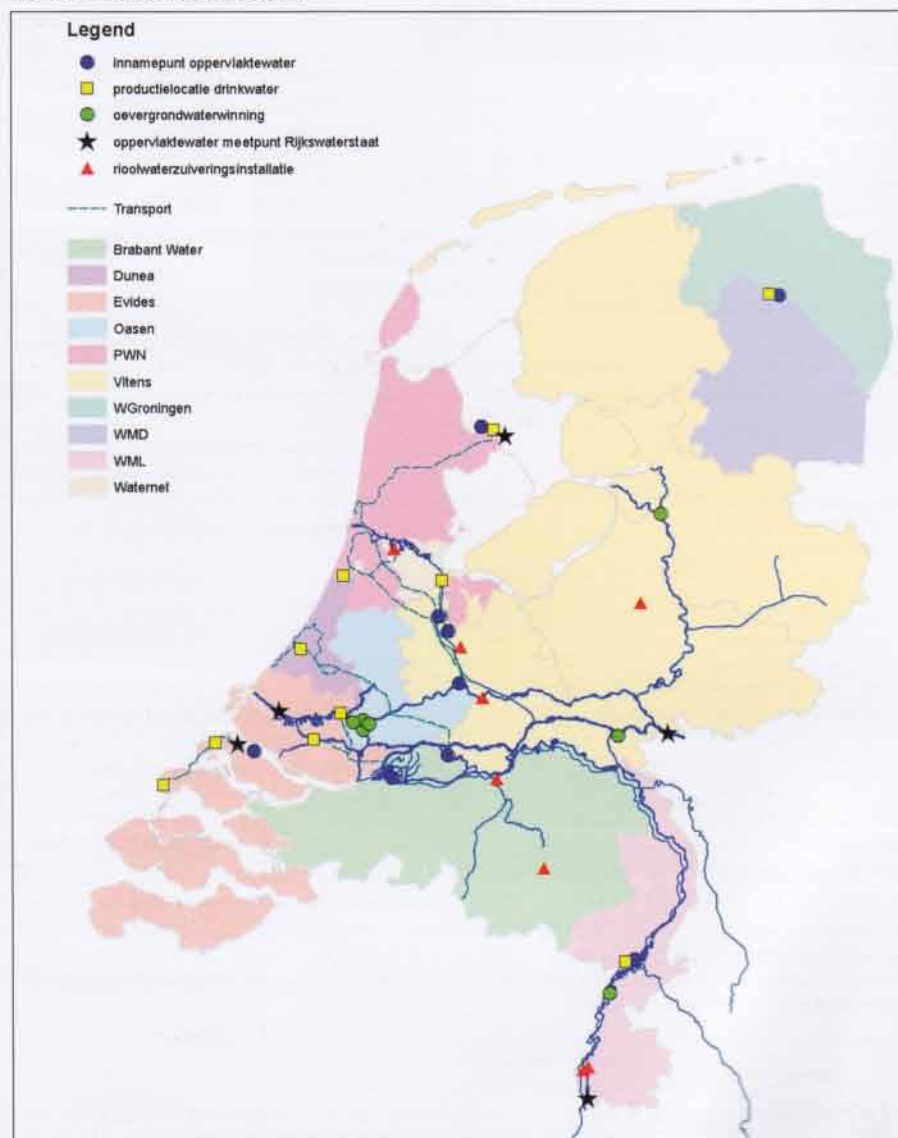 Legend
innamepunt oppervlaktewater
productielocatie drinkwater
oevergrondwaterwinning
oppervlaktewater meetpunt Rijkswaterstaat
rioolwaterzuiveringsinstallatie
Transport
Brabant Water
Dunea
Evides
Oasen
PWN
Vitens
WGroningen
WMD
WML
Waternet